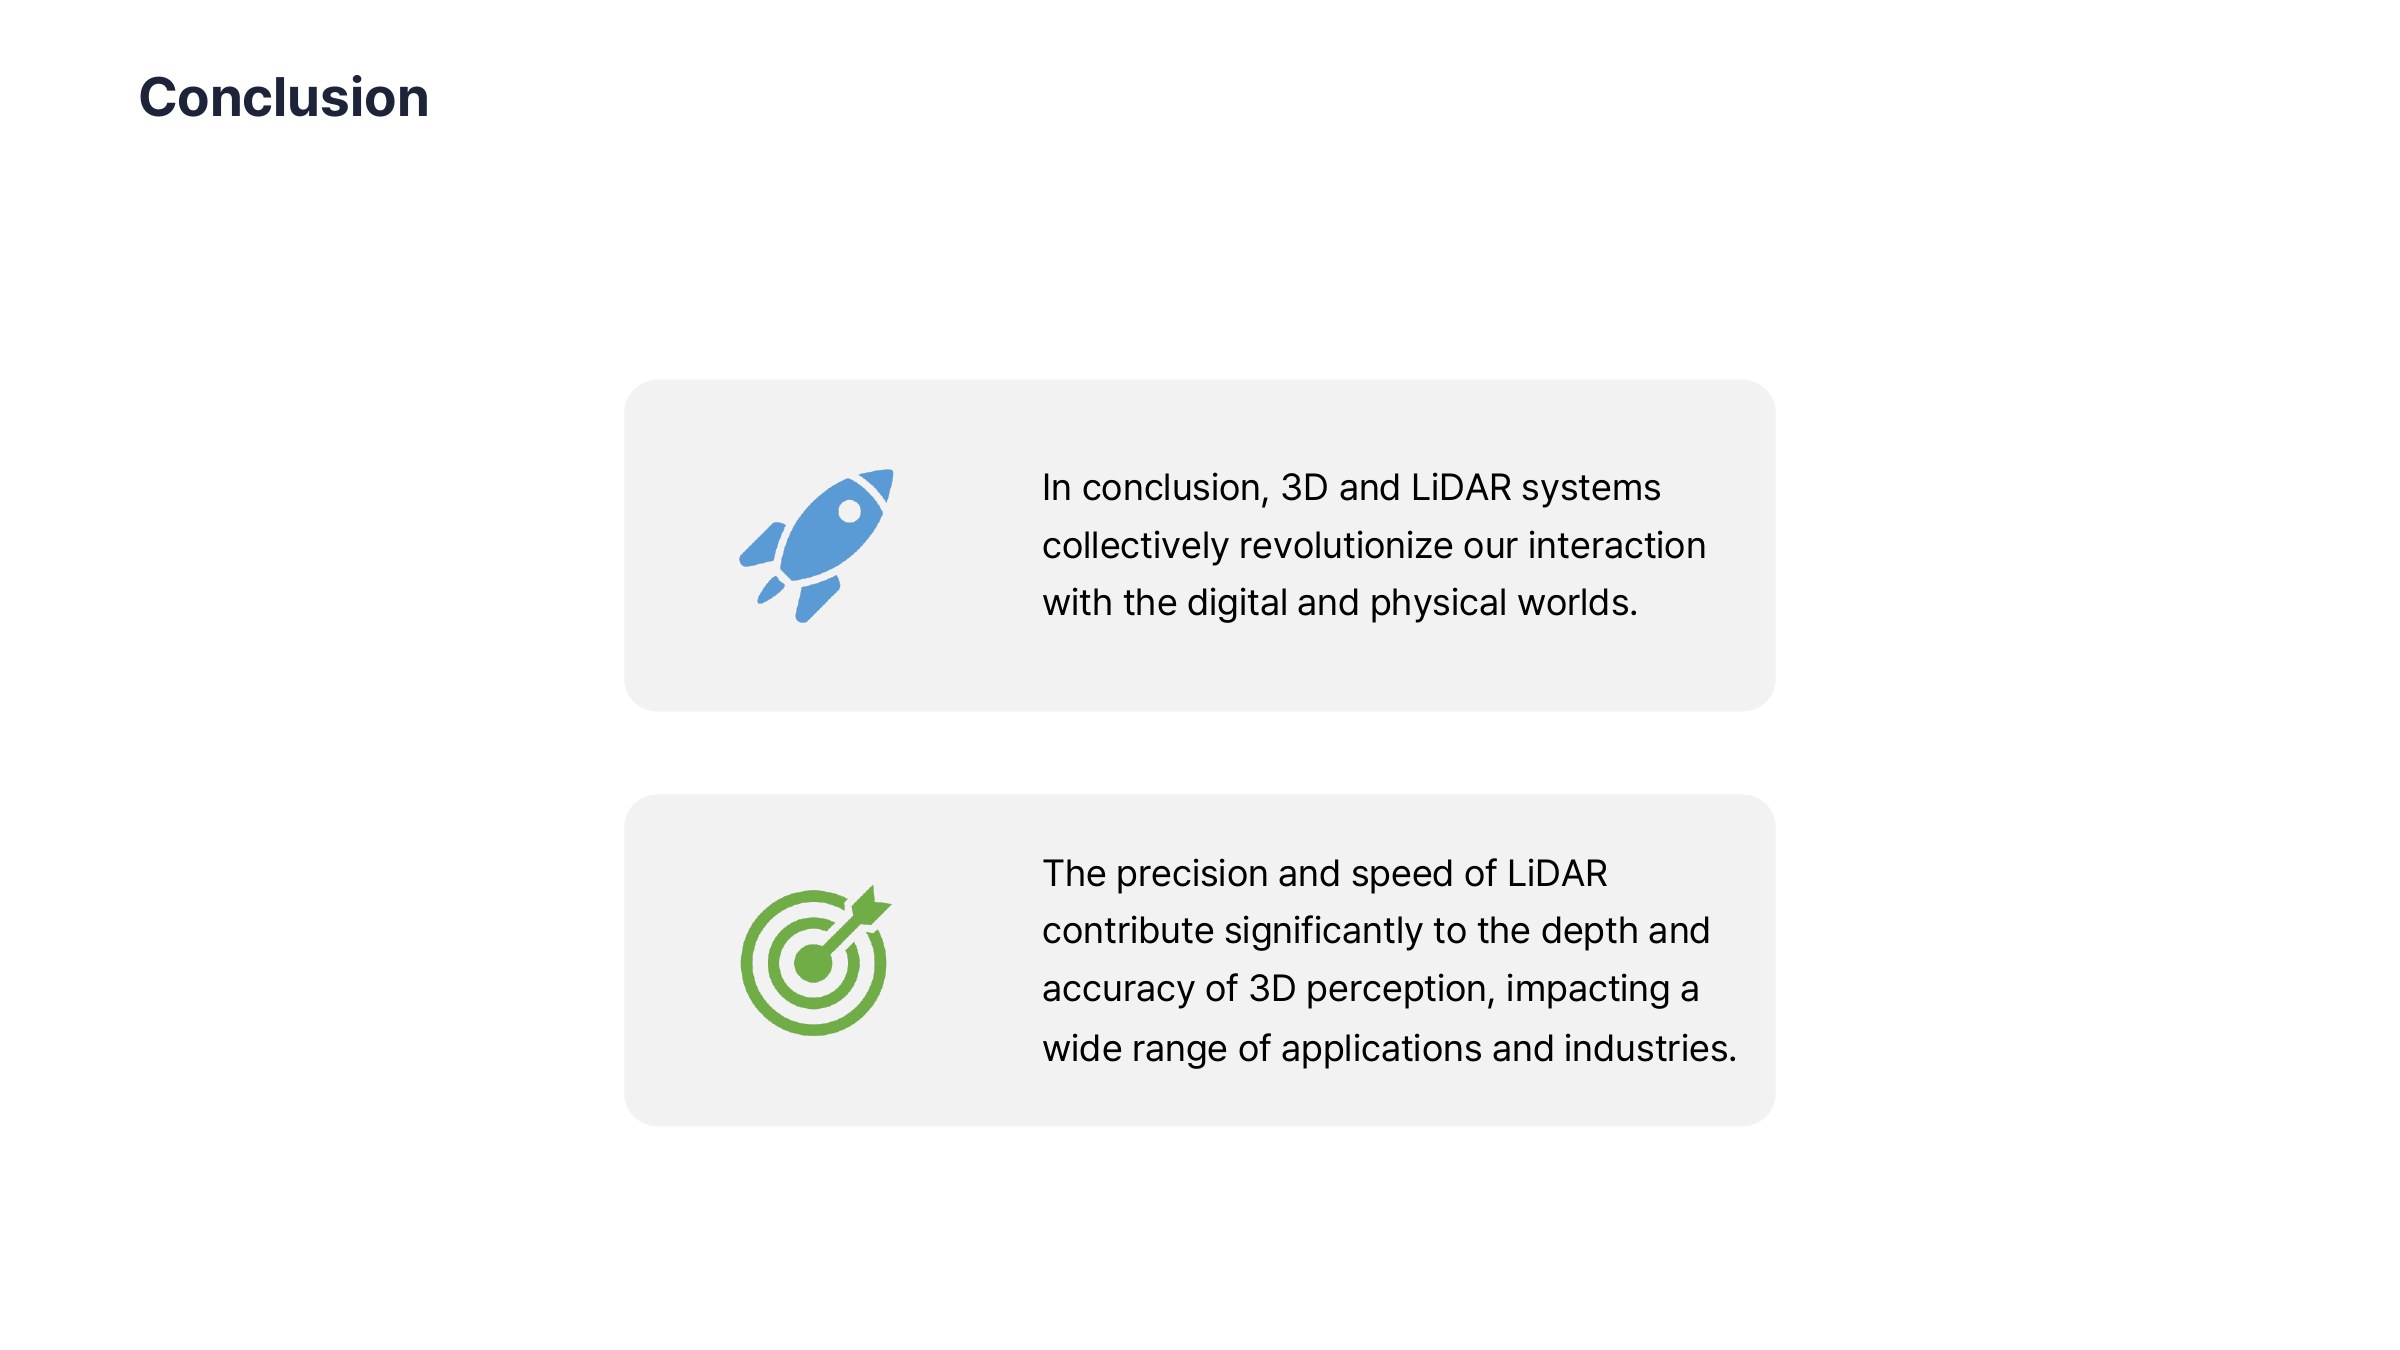 Conclusion
In conclusion, 3D and LiDAR systems
collectively revolutionize our interaction
with the digital and physical worlds.
The precision and speed of LiDAR
contribute significantly to the depth and
accuracy of 3D perception, impacting a
wide range of applications and industries.